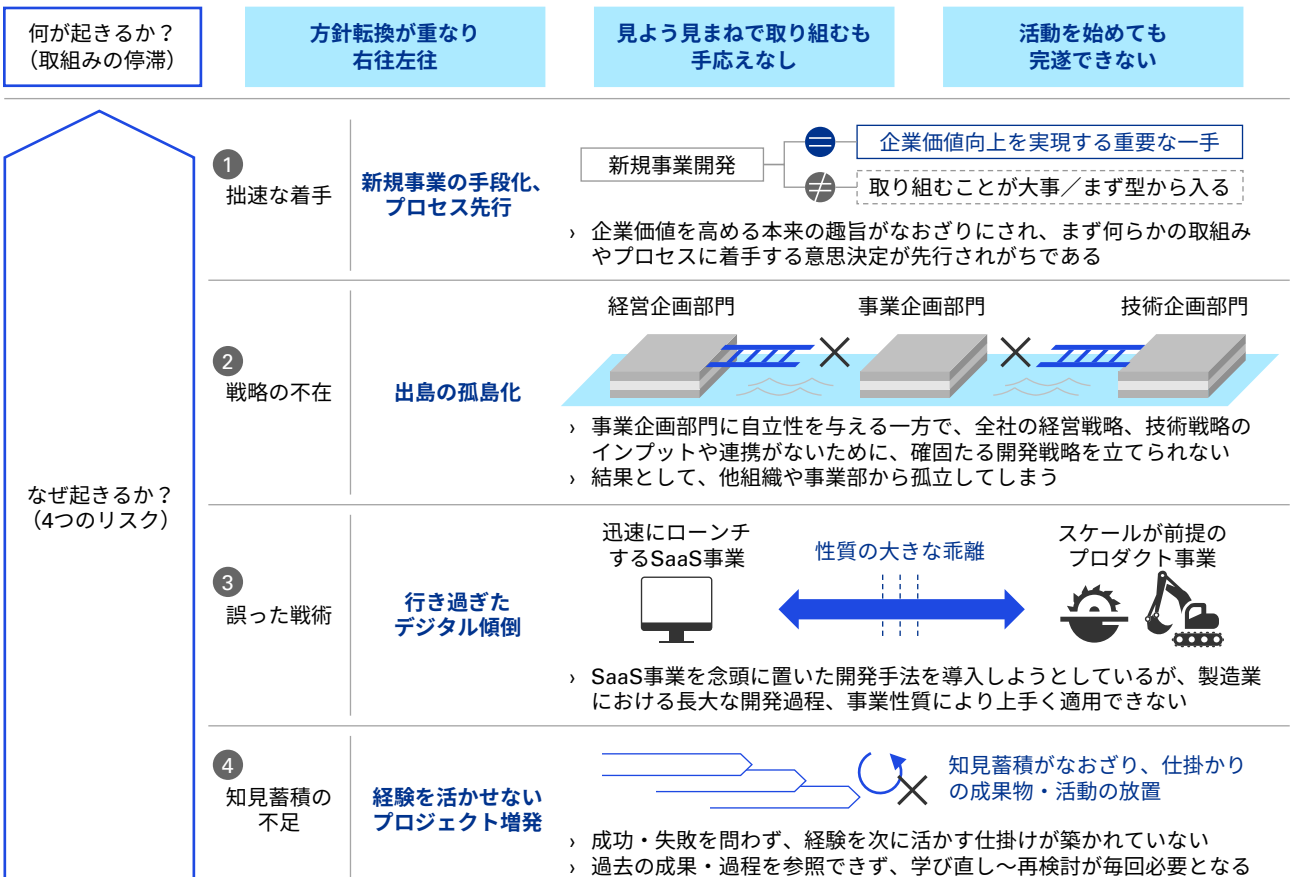 何が起きるか？
（取組みの停滞）
方針転換が重なり
右往左往
見よう見まねで取り組むも
手応えなし
活動を始めても
完遂できない
なぜ起きるか？
（4つのリスク）
1
拙速な着手
新規事業の手段化、
プロセス先行
新規事業開発
＝
企業価値向上を実現する重要な一手
≠
取り組むことが大事／まず型から入る
› 企業価値を高める本来の趣旨がなおざりにされ、まず何らかの取組み
やプロセスに着手する意思決定が先行されがちである
2
戦略の不在
出島の孤島化
経営企画部門
事業企画部門
技術企画部門
› 事業企画部門に自立性を与える一方で、全社の経営戦略、技術戦略の
インプットや連携がないために、確固たる開発戦略を立てられない
› 結果として、他組織や事業部から孤立してしまう
3
誤った戦術
行き過ぎた
デジタル傾倒
迅速にローンチ
するSaaS事業
性質の大きな乖離
スケールが前提の
プロダクト事業
› SaaS事業を念頭に置いた開発手法を導入しようとしているが、製造業
における長大な開発過程、事業性質により上手く適用できない
4
知見蓄積の
不足
経験を活かせない
プロジェクト増発
知見蓄積がなおざり、仕掛かり
の成果物・活動の放置
› 成功・失敗を問わず、経験を次に活かす仕掛けが築かれていない
› 過去の成果・過程を参照できず、学び直し～再検討が毎回必要となる